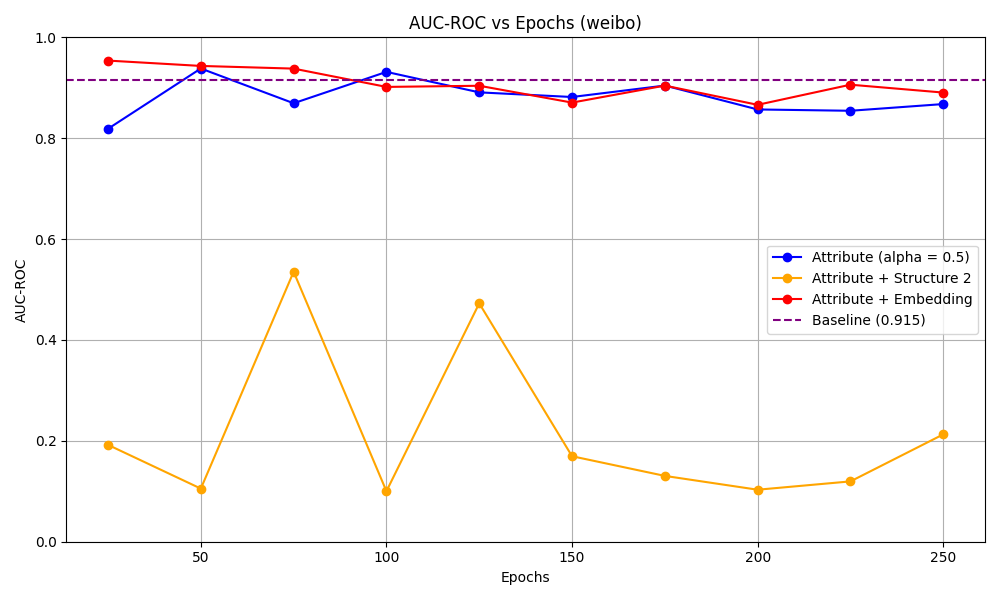 AUC-ROC vs Epochs (weibo)
1.0
0.8
0.6
0.4
0.2
0.0
AUC-ROC
Attribute (alpha = 0.5)
Attribute + Structure 2
Attribute + Embedding
Baseline (0.915)
50 100 150 200 250
Epochs